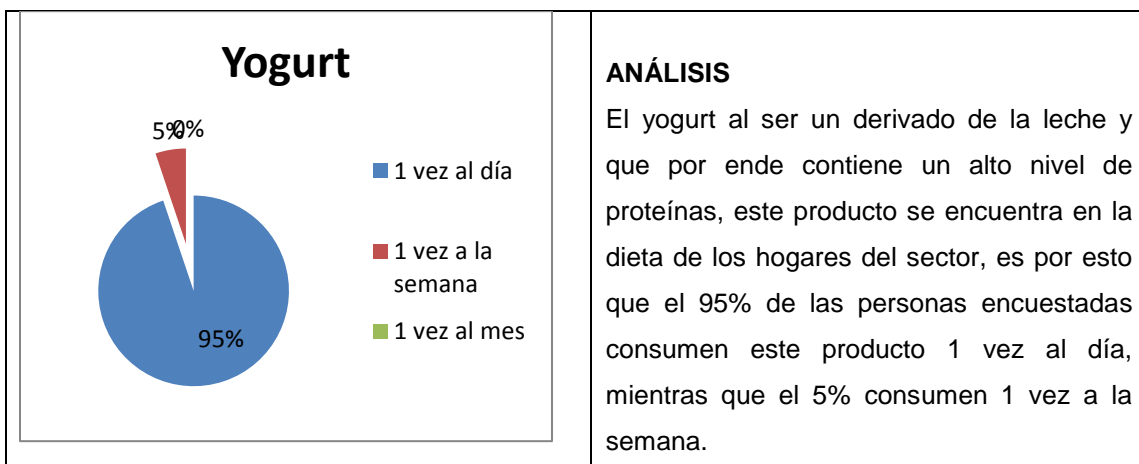 Yogurt
5%
0%
1 vez al día
1 vez a la
semana
1 vez al mes
95%
ANÁLISIS
El yogurt al ser un derivado de la leche y
que por ende contiene un alto nivel de
proteínas, este producto se encuentra en la
dieta de los hogares del sector, es por esto
que el 95% de las personas encuestadas
consumen este producto 1 vez al día,
mientras que el 5% consumen 1 vez a la
semana.